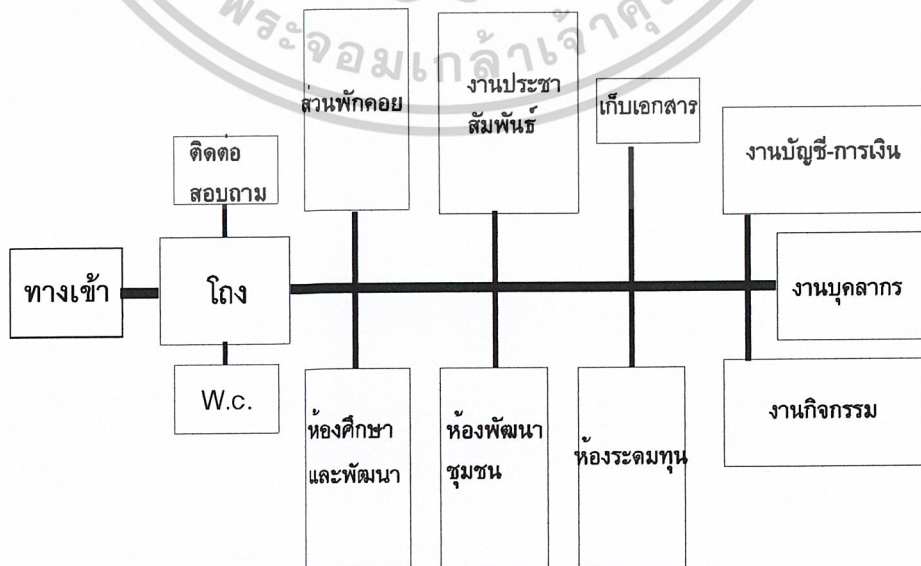 พระจอมเกล้าเจ้าคุณ
ส่วนพักคอย
งานประชา
สัมพันธ์
เก็บเอกสาร
งานบัญชี-การเงิน
ติดตอ
สอบถาม
ทางเข้า
โถง
งานบุคลากร
W.c.
ห้องศึกษา
และพัฒนา
ห้องพัฒนา
ชุมชน
ห้องระดมทุน
งานกิจกรรม